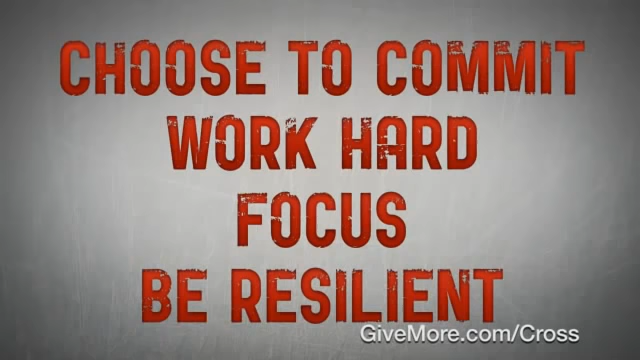 CHOOSE TO COMMIT
WORK HARD
FOCUS
BE RESILIENT
GiveMore.com/Cross